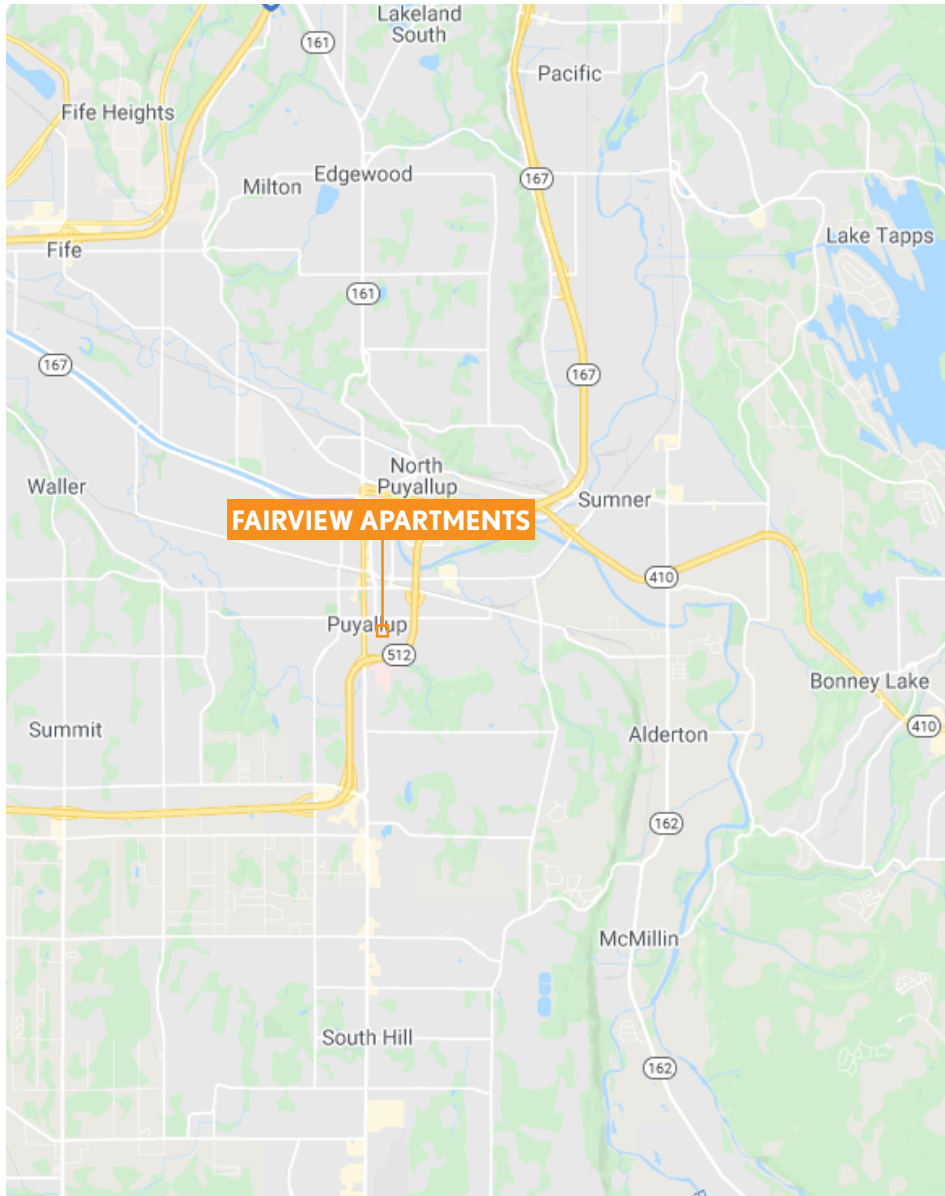 Lakeland
South
161
Pacific
Fife Heights
Edgewood
Milton
167
Lake Tapps
Fife
161
167
167
North
Puyallup
Waller
Sumner
FAIRVIEW APARTMENTS
410
Puyallup
512
Bonney Lake
Summit
Alderton
410
162
McMillin
South Hill
162